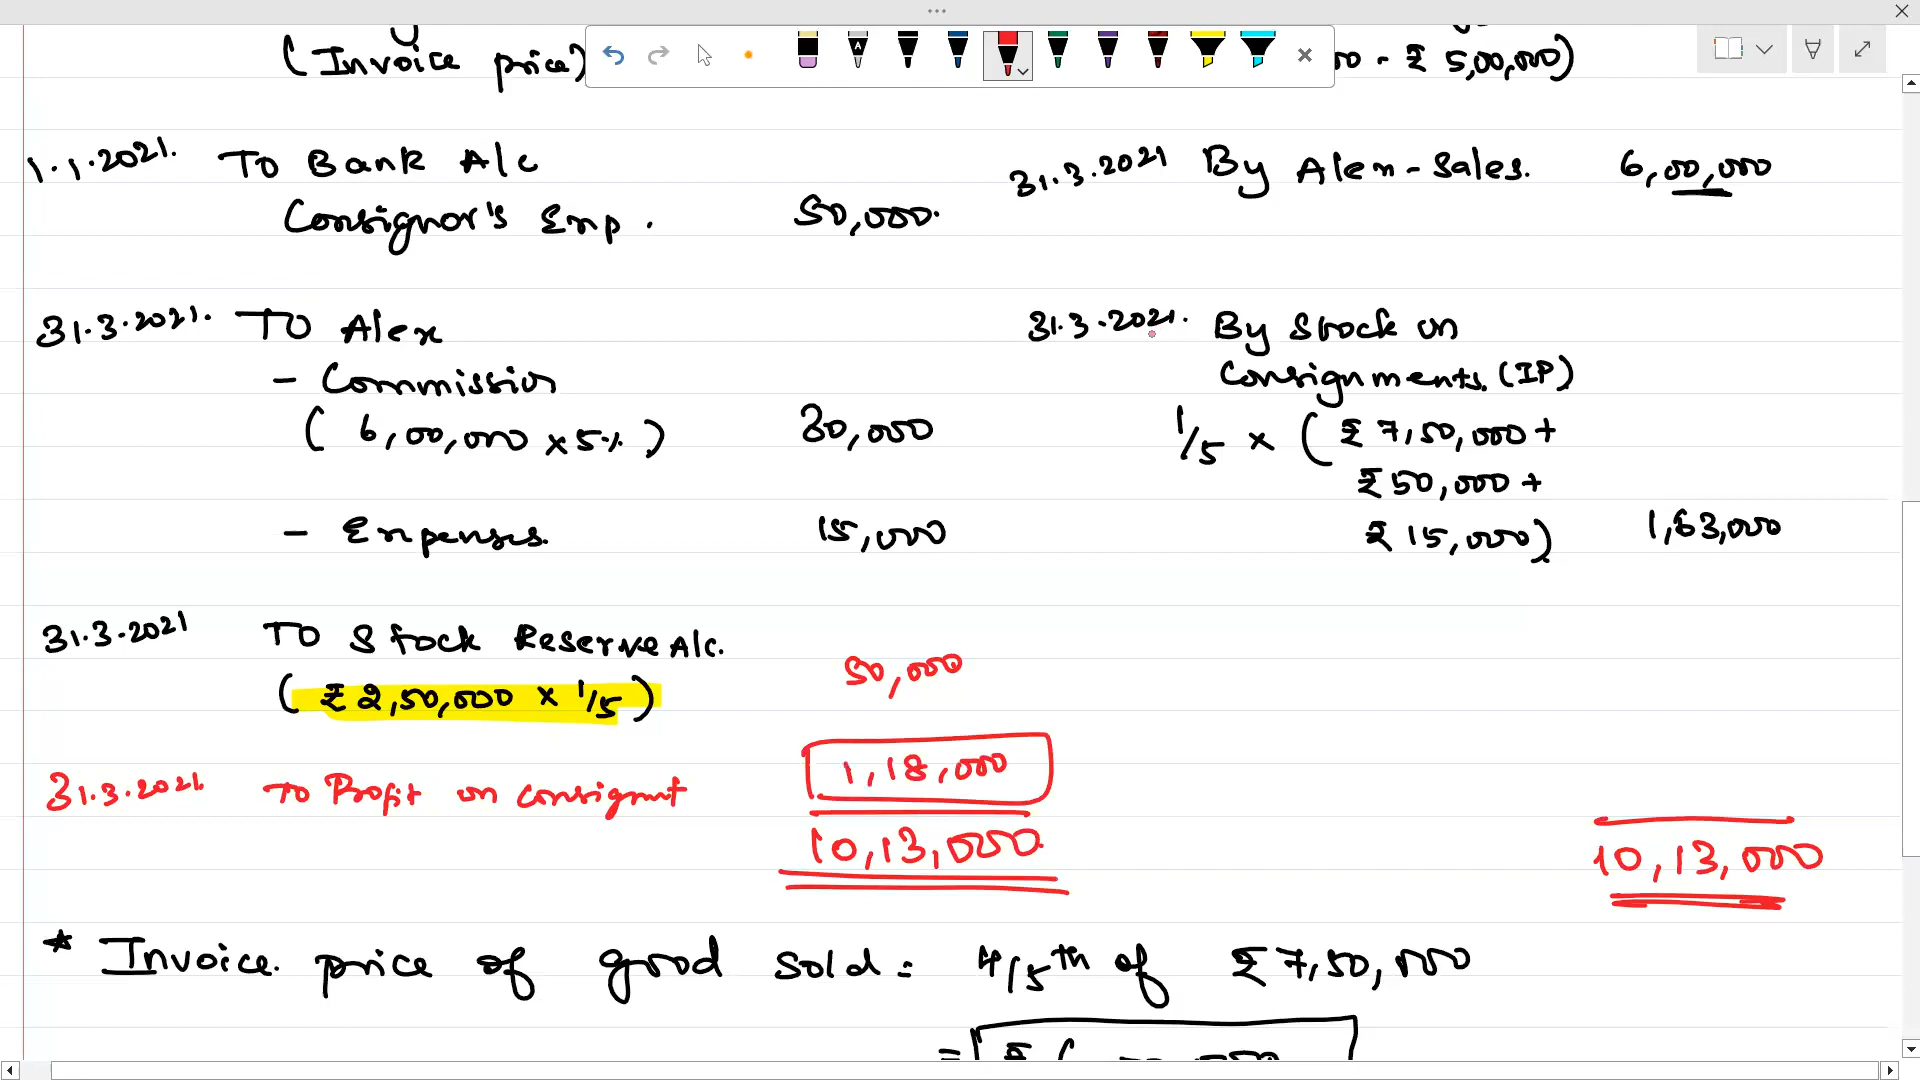 (Invoice price)
00 - ₹ 5,00,000)
1.1.2021. To Bank A/c
Consignor's Exp. 50,000.
31.3.2021 By Alex - Sales. 6,00,000
31.3.2021. To Alex
- Commission
(6,00,000 x 5%) 30,000
- Expenses. 15,000
31.3.2021. By Stock on
Consignments. (IP)
1/5 x (₹ 7,50,000 +
₹ 50,000 +
₹ 15,000) 1,63,000
31.3.2021 To Stock Reserve A/c.
(₹ 2,50,000 x 1/5) 50,000
31.3.2021. To Profit on consignmt 1,18,000
10,13,000 10,13,000
* Invoice price of good sold = 4/5th of ₹ 7,50,000